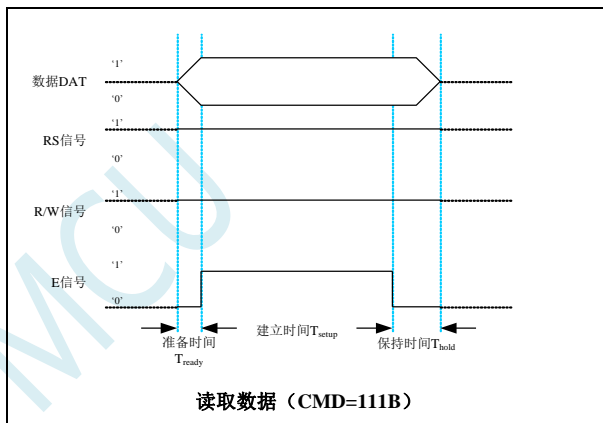 ‘1’
数据DAT
‘0’
‘1’
RS信号
‘0’
‘1’
R/W信号
‘0’
‘1’
E信号
‘0’
准备时间
Tready
建立时间Tsetup
保持时间Thold
读取数据（CMD=111B）
MCU